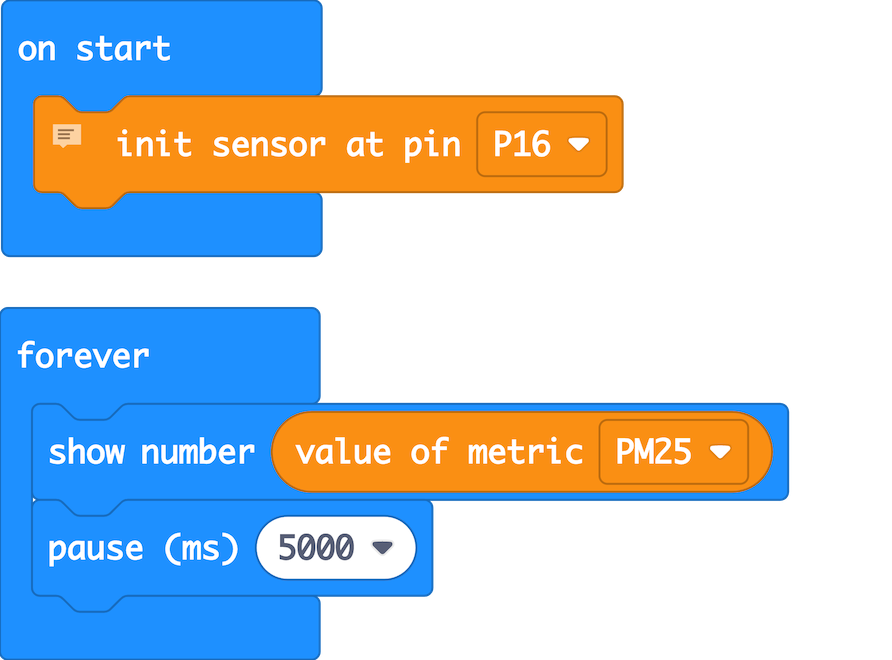 on start
init sensor at pin P16
forever
show number value of metric PM25
pause (ms) 5000